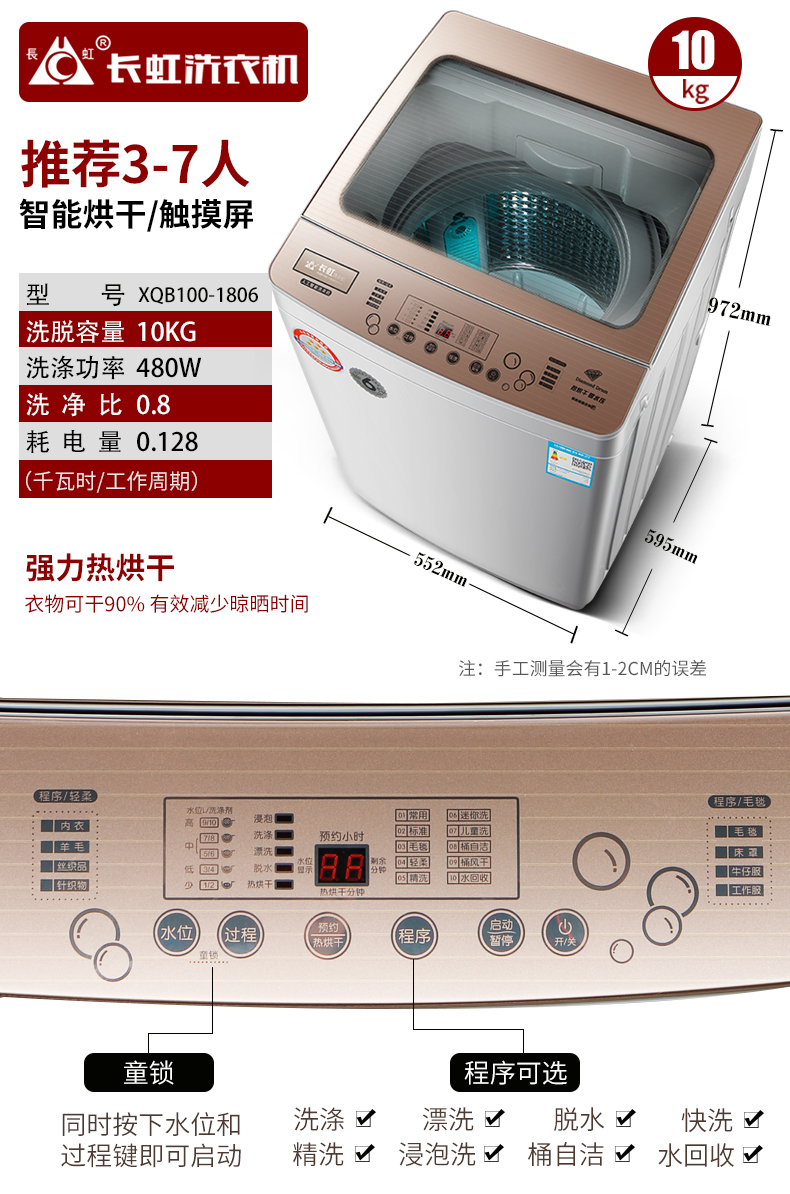 長虹®
长虹洗衣机
10
kg
推荐3-7人
智能烘干/触摸屏
型 号 XQB100-1806
洗脱容量 10KG
洗涤功率 480W
洗净比 0.8
耗电量 0.128
（千瓦时/工作周期）
长虹
Diamond Drum
972mm
595mm
552mm
强力热烘干
衣物可干90% 有效减少晾晒时间
注：手工测量会有1-2CM的误差
程序/轻柔
内衣
羊毛
丝织品
针织物
水位L/洗涤剂
高 9/10
7/8
中
5/6
低 3/4
少 1/2
浸泡
洗涤
漂洗
脱水
热烘干
预约小时
水位显示
88
剩余分钟
热烘干分钟
01 常用 06 迷你洗
02 标准 07 儿童洗
03 毛毯 08 桶自洁
04 轻柔 09 桶风干
05 精洗 10 水回收
程序/毛毯
毛毯
床罩
牛仔服
工作服
水位 过程
童锁
预约
热烘干
程序
启动
暂停
开/关
童锁
同时按下水位和
过程键即可启动
程序可选
洗涤 漂洗 脱水 快洗
精洗 浸泡洗 桶自洁 水回收